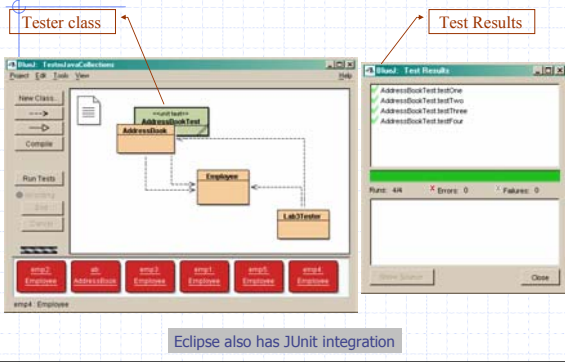 Tester class
Test Results
BlueJ: TestosJavaCollections
Project Edit Tools View Help
New Class...
Compile
Run Tests
Recording
End
Cancel
<<unit test>>
AddressBookTest
AddressBook
Employee
Lab3Tester
emp2:
Employee
ab:
AddressBook
emp3:
Employee
emp1:
Employee
emp5:
Employee
emp4:
Employee
emp4 : Employee
BlueJ: Test Results
AddressBookTest.testOne
AddressBookTest.testTwo
AddressBookTest.testThree
AddressBookTest.testFour
Runs: 4/4 X Errors: 0 X Failures: 0
Show Source
Close
Eclipse also has JUnit integration